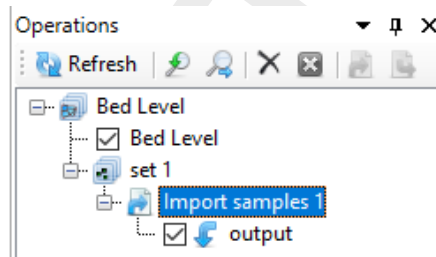 Operations
Refresh
Bed Level
Bed Level
set 1
Import samples 1
output